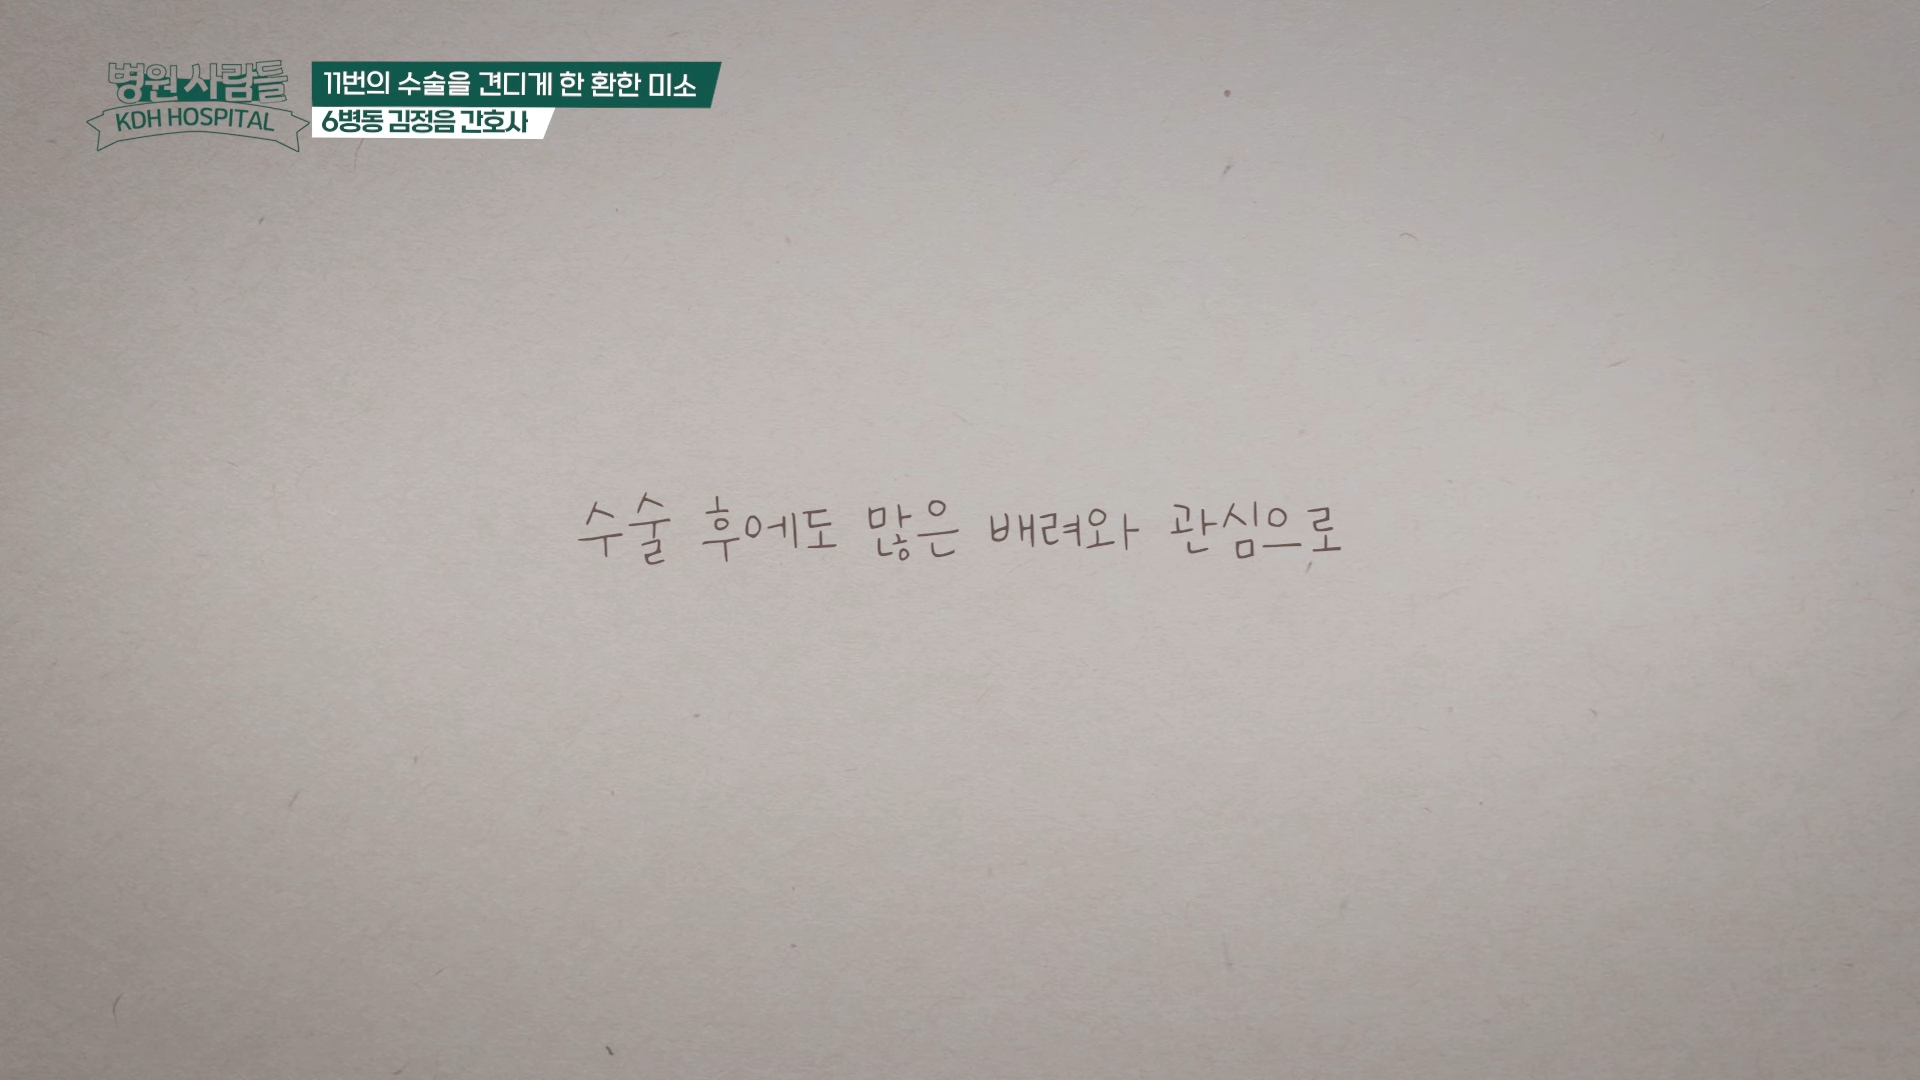 병원 사람들
KDH HOSPITAL
11번의 수술을 견디게 한 환한 미소
6병동 김정음 간호사
수술 후에도 많은 배려와 관심으로